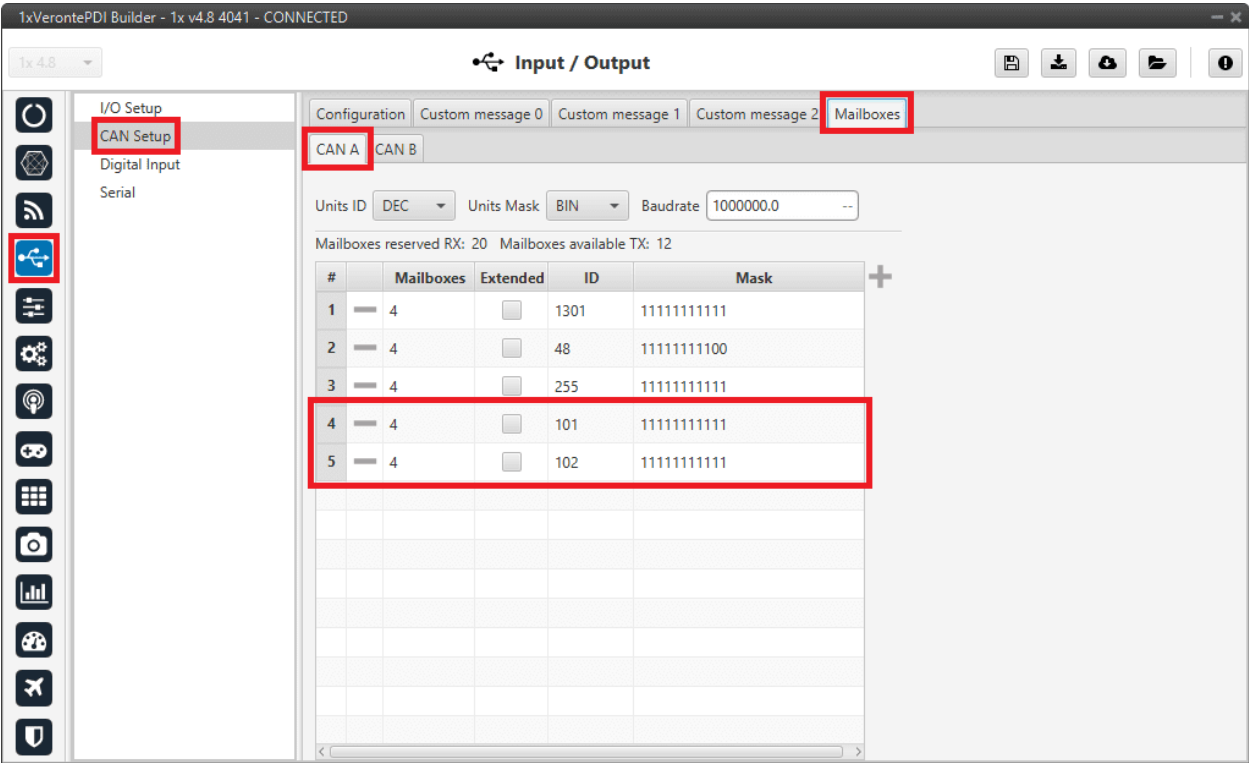 1xVerontePDI Builder - 1x v4.8 4041 - CONNECTED
1x 4.8
Input / Output
I/O Setup
CAN Setup
Digital Input
Serial
Configuration Custom message 0 Custom message 1 Custom message 2 Mailboxes
CAN A CAN B
Units ID DEC Units Mask BIN Baudrate 1000000.0 --
Mailboxes reserved RX: 20 Mailboxes available TX: 12
# Mailboxes Extended ID Mask
1 4 1301 11111111111
2 4 48 11111111100
3 4 255 11111111111
4 4 101 11111111111
5 4 102 11111111111